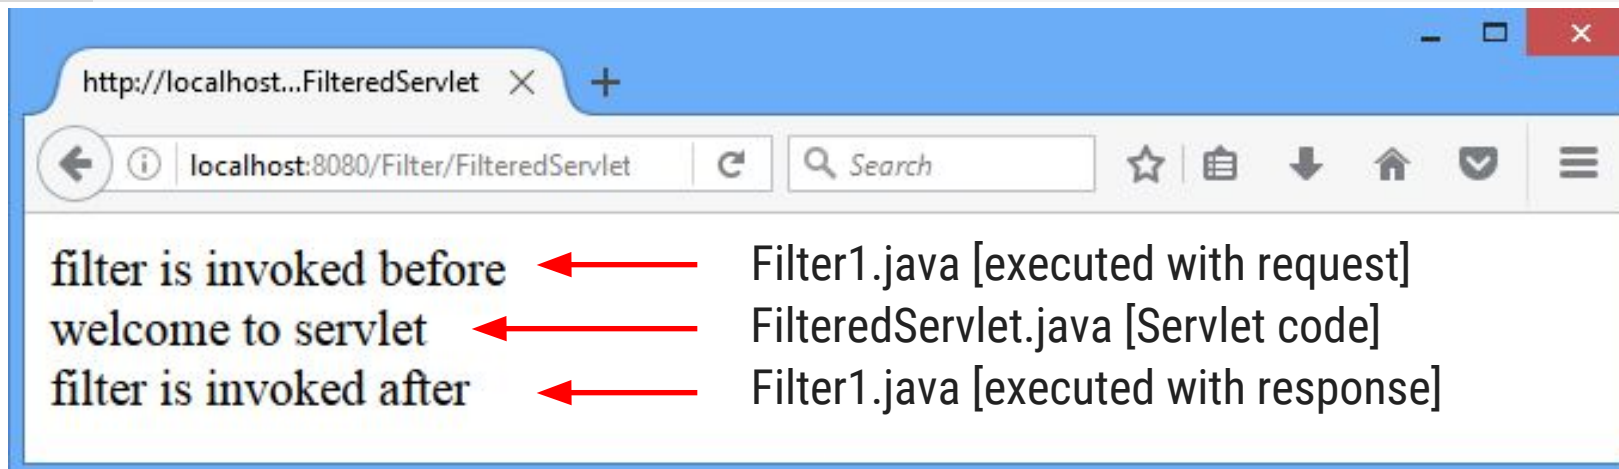 http://localhost...FilteredServlet
localhost:8080/Filter/FilteredServlet Search
filter is invoked before Filter1.java [executed with request]
welcome to servlet FilteredServlet.java [Servlet code]
filter is invoked after Filter1.java [executed with response]